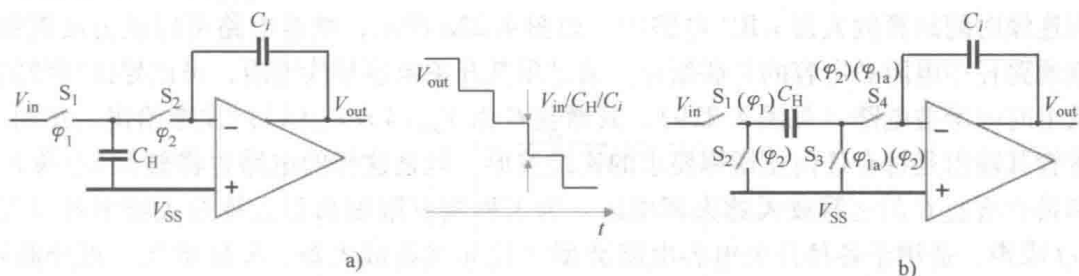 C_i
V_in
S_1
S_2
φ_1
φ_2
C_H
−
+
V_SS
V_out
a)
V_out
V_in/C_H/C_i
t
C_i
(φ_2)(φ_1a)
V_in
S_1(φ_1)
C_H
S_4
S_2/(φ_2)
S_3/(φ_1a)(φ_2)
−
+
V_SS
V_out
b)